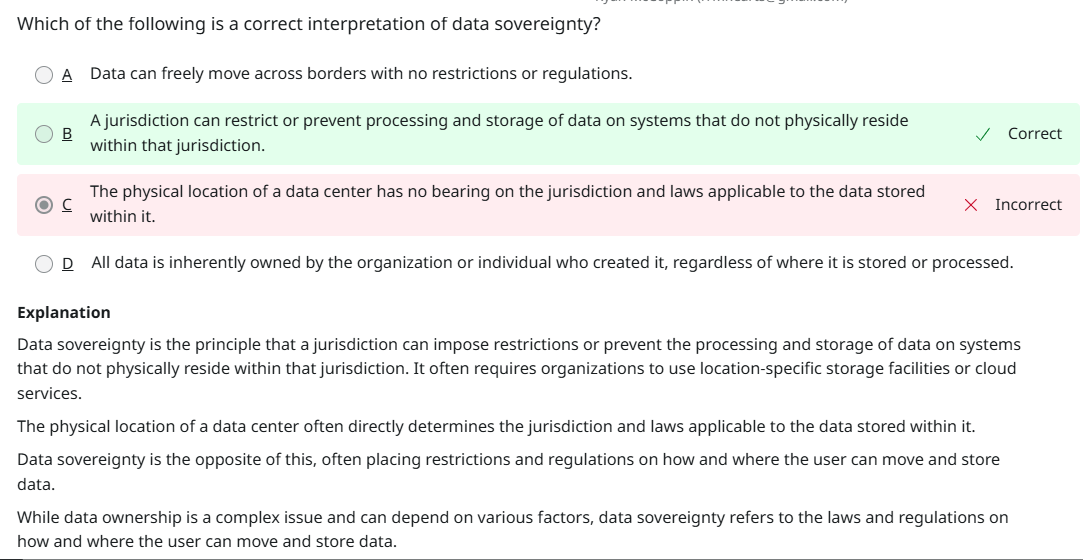 Which of the following is a correct interpretation of data sovereignty?
A Data can freely move across borders with no restrictions or regulations.
B A jurisdiction can restrict or prevent processing and storage of data on systems that do not physically reside
within that jurisdiction.
Correct
C The physical location of a data center has no bearing on the jurisdiction and laws applicable to the data stored
within it.
Incorrect
D All data is inherently owned by the organization or individual who created it, regardless of where it is stored or processed.
Explanation
Data sovereignty is the principle that a jurisdiction can impose restrictions or prevent the processing and storage of data on systems
that do not physically reside within that jurisdiction. It often requires organizations to use location-specific storage facilities or cloud
services.
The physical location of a data center often directly determines the jurisdiction and laws applicable to the data stored within it.
Data sovereignty is the opposite of this, often placing restrictions and regulations on how and where the user can move and store
data.
While data ownership is a complex issue and can depend on various factors, data sovereignty refers to the laws and regulations on
how and where the user can move and store data.